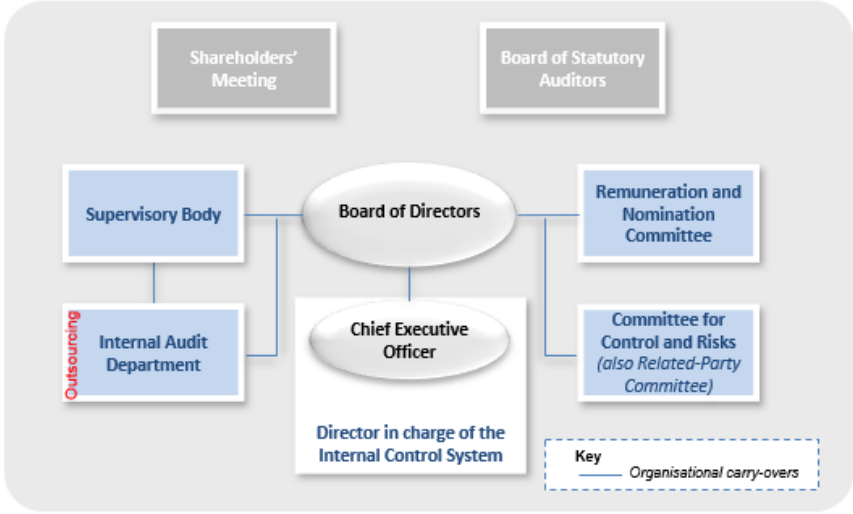 Shareholders'
Meeting
Board of Statutory
Auditors
Supervisory Body
Board of Directors
Remuneration and
Nomination
Committee
Outsourcing
Internal Audit
Department
Chief Executive
Officer
Committee for
Control and Risks
(also Related-Party
Committee)
Director in charge of the
Internal Control System
Key
Organisational carry-overs